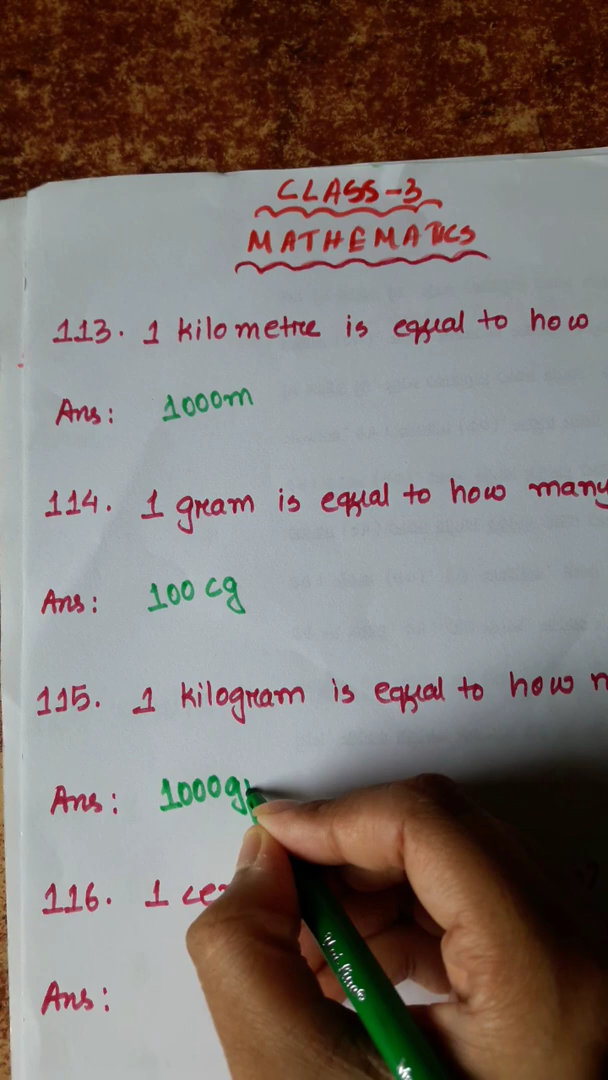 CLASS-3
MATHEMATICS
113. 1 kilometre is equal to how
Ans: 1000m
114. 1 gram is equal to how many
Ans: 100 cg
115. 1 kilogram is equal to how
Ans: 1000g
116. 1
Ans: